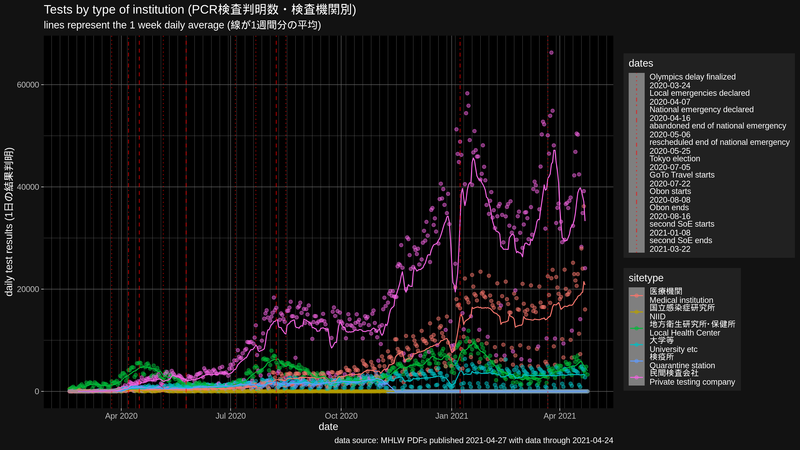 Tests by type of institution (PCR検査判明数・検査機関別)
lines represent the 1 week daily average (線が1週間分の平均)
daily test results (1日の結果判明)
60000
40000
20000
0
Apr 2020
Jul 2020
Oct 2020
Jan 2021
Apr 2021
date
dates
Olympics delay finalized
2020-03-24
Local emergencies declared
2020-04-07
National emergency declared
2020-04-16
abandoned end of national emergency
2020-05-06
rescheduled end of national emergency
2020-05-25
Tokyo election
2020-07-05
GoTo Travel starts
2020-07-22
Obon starts
2020-08-08
Obon ends
2020-08-16
second SoE starts
2021-01-08
second SoE ends
2021-03-22
sitetype
医療機関
Medical institution
国立感染症研究所
NIID
地方衛生研究所・保健所
Local Health Center
大学等
University etc
検疫所
Quarantine station
民間検査会社
Private testing company
data source: MHLW PDFs published 2021-04-27 with data through 2021-04-24